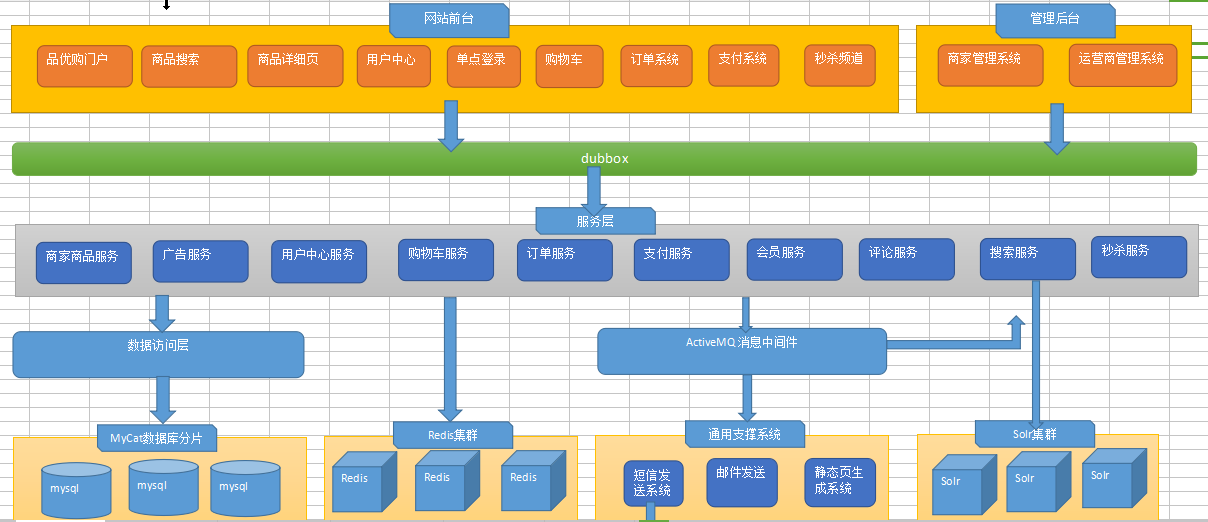 网站前台
管理后台
品优购门户
商品搜索
商品详细页
用户中心
单点登录
购物车
订单系统
支付系统
秒杀频道
商家管理系统
运营商管理系统
dubbox
服务层
商家商品服务
广告服务
用户中心服务
购物车服务
订单服务
支付服务
会员服务
评论服务
搜索服务
秒杀服务
数据访问层
ActiveMQ 消息中间件
MyCat数据库分片
Redis集群
通用支撑系统
Solr集群
mysql
mysql
mysql
Redis
Redis
Redis
短信发
送系统
邮件发送
静态页生
成系统
Solr
Solr
Solr